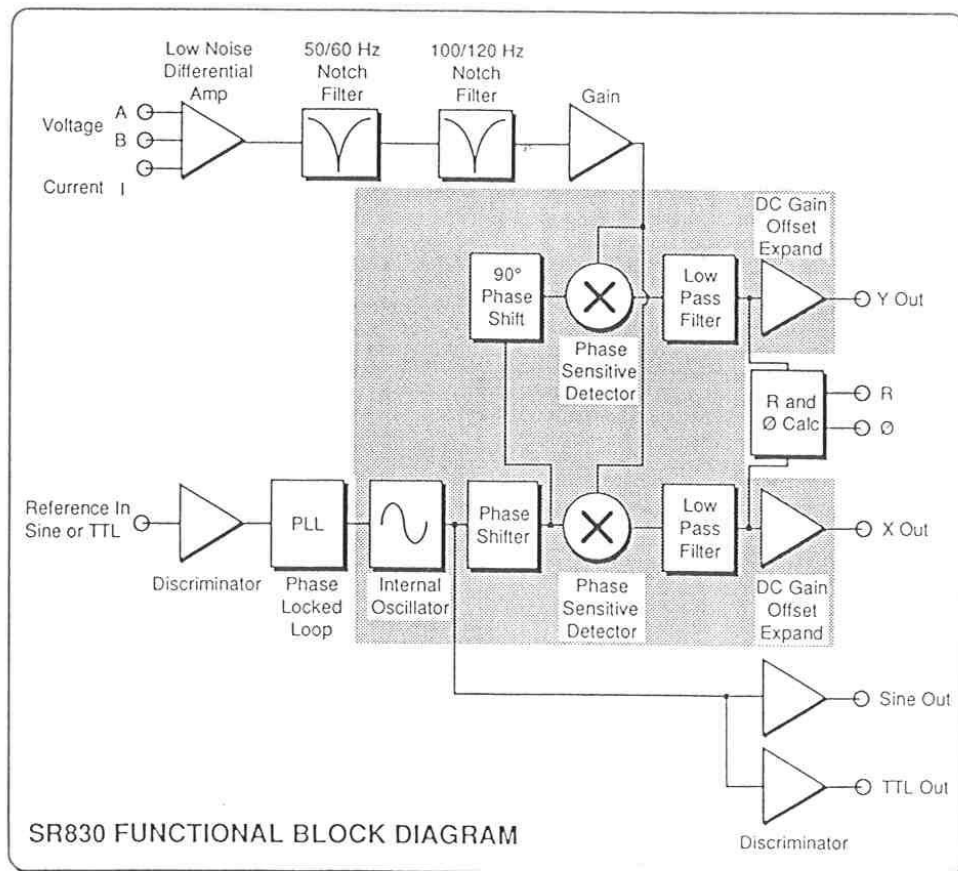 Low Noise
Differential
Amp
50/60 Hz
Notch
Filter
100/120 Hz
Notch
Filter
Gain
Voltage
A
B
Current I
DC Gain
Offset
Expand
90°
Phase
Shift
Low
Pass
Filter
Y Out
Phase
Sensitive
Detector
R and
Ø Calc
R
Ø
Reference In
Sine or TTL
PLL
Phase
Shifter
Low
Pass
Filter
X Out
Discriminator
Phase
Locked
Loop
Internal
Oscillator
Phase
Sensitive
Detector
DC Gain
Offset
Expand
Sine Out
TTL Out
Discriminator
SR830 FUNCTIONAL BLOCK DIAGRAM